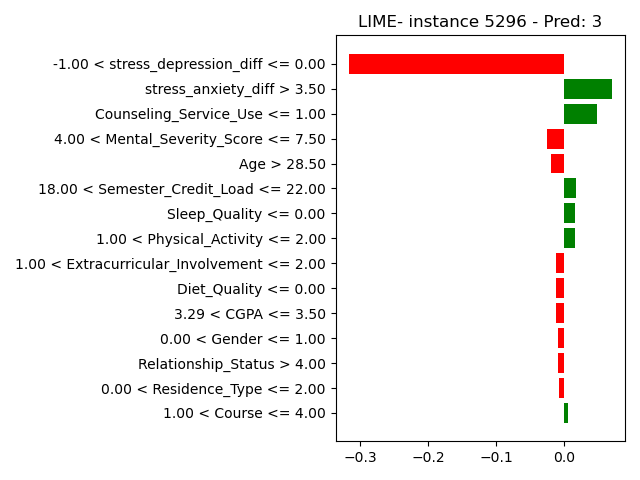 LIME- instance 5296 - Pred: 3
-1.00 < stress_depression_diff <= 0.00
stress_anxiety_diff > 3.50
Counseling_Service_Use <= 1.00
4.00 < Mental_Severity_Score <= 7.50
Age > 28.50
18.00 < Semester_Credit_Load <= 22.00
Sleep_Quality <= 0.00
1.00 < Physical_Activity <= 2.00
1.00 < Extracurricular_Involvement <= 2.00
Diet_Quality <= 0.00
3.29 < CGPA <= 3.50
0.00 < Gender <= 1.00
Relationship_Status > 4.00
0.00 < Residence_Type <= 2.00
1.00 < Course <= 4.00
−0.3 −0.2 −0.1 0.0